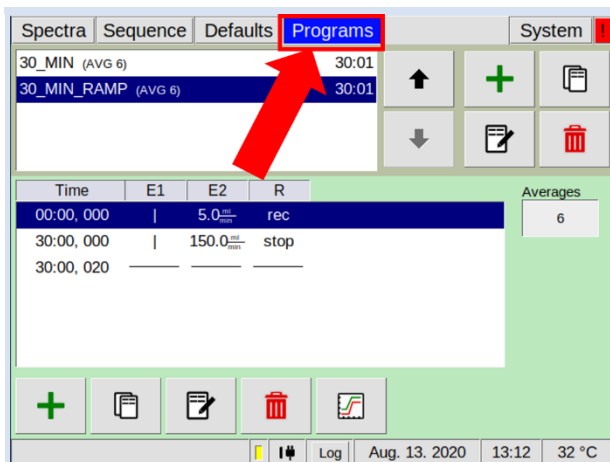 Spectra Sequence Defaults Programs System !
30_MIN (AVG 6) 30:01
30_MIN_RAMP (AVG 6) 30:01
Time E1 E2 R Averages
00:00, 000 | 5.0 ml/min rec 6
30:00, 000 | 150.0 ml/min stop
30:00, 020
Log Aug. 13. 2020 13:12 32 °C